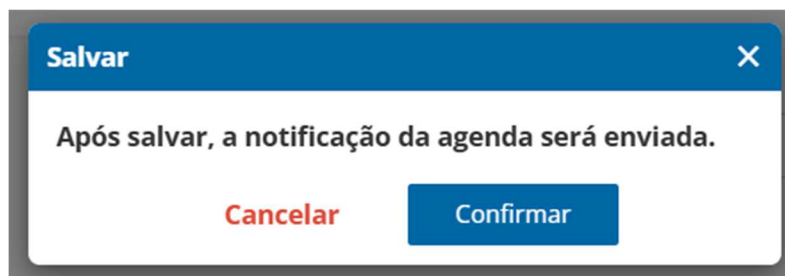 Salvar
Após salvar, a notificação da agenda será enviada.
Cancelar Confirmar